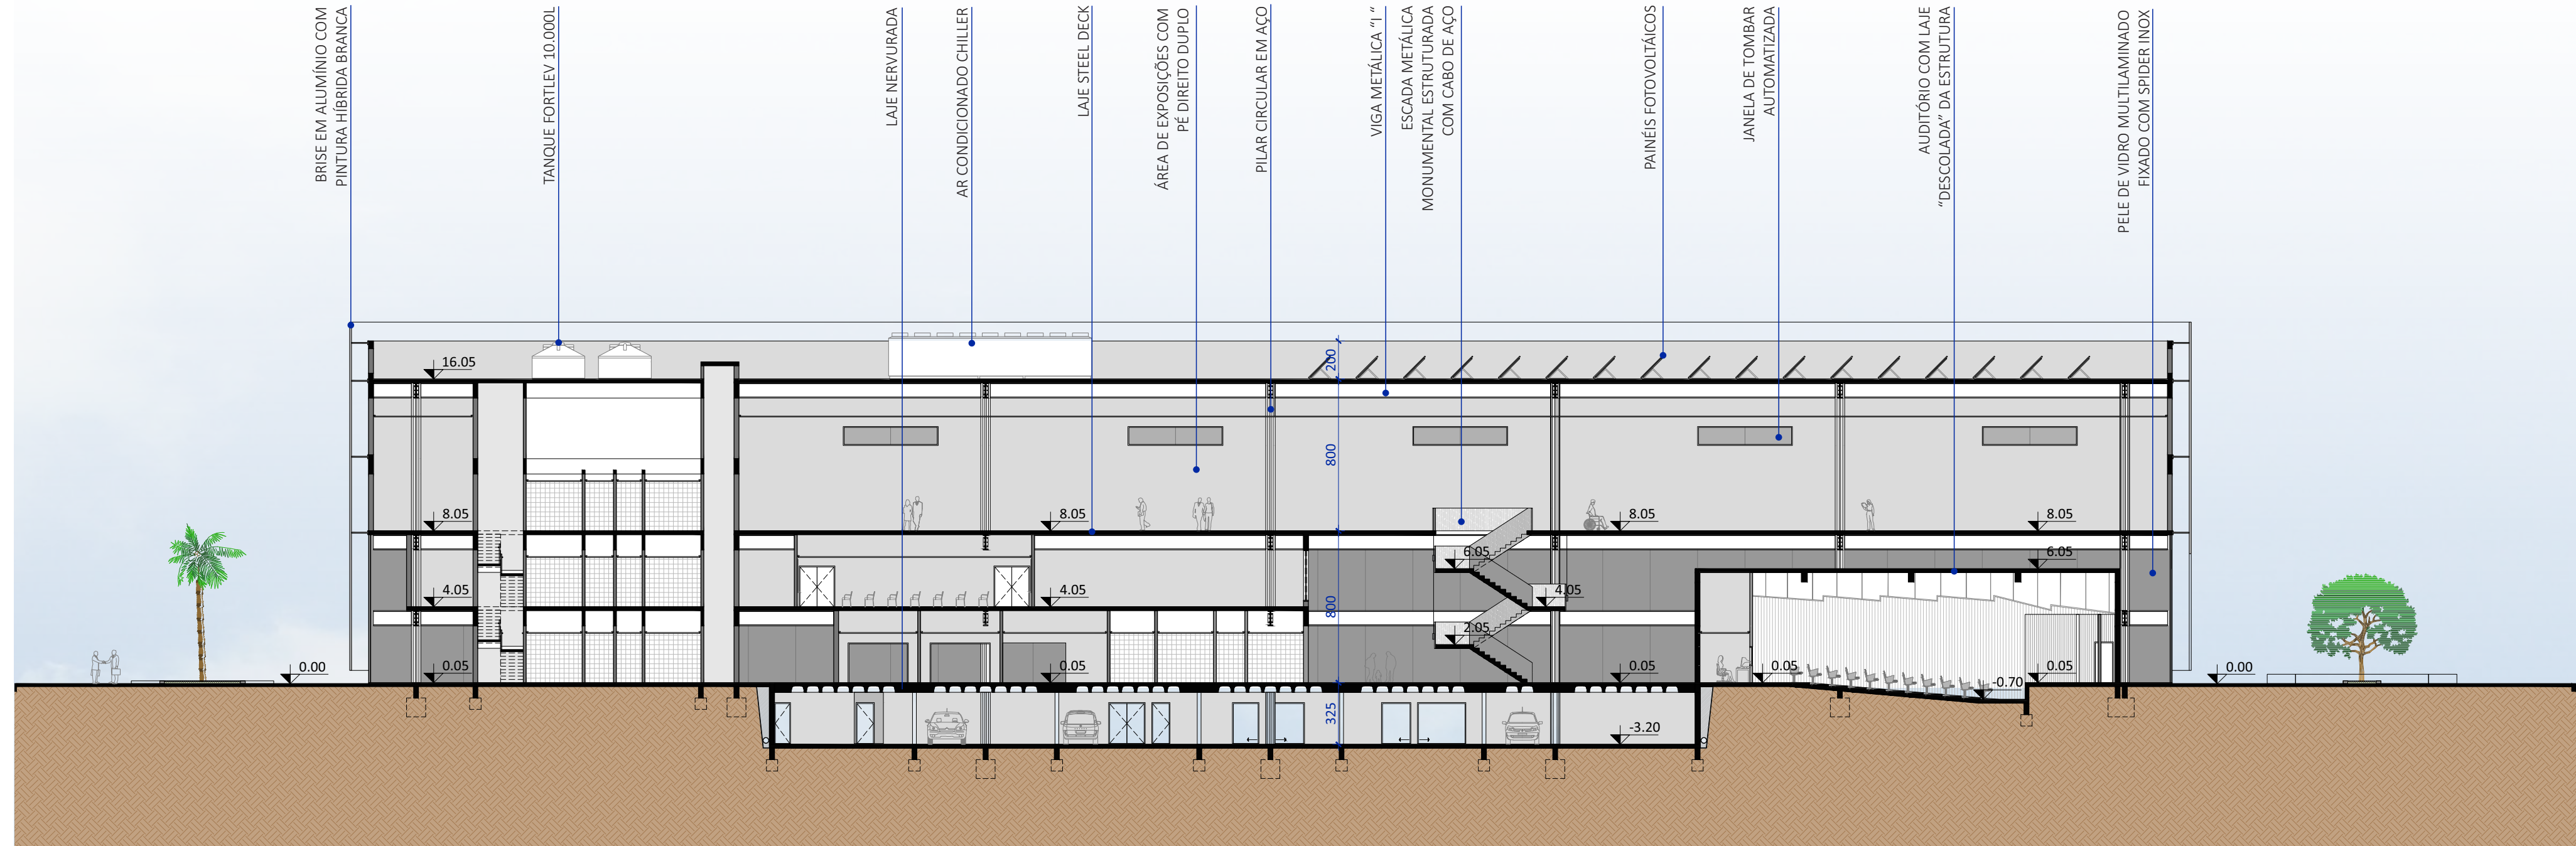 BRISE EM ALUMÍNIO COM
PINTURA HÍBRIDA BRANCA
TANQUE FORTLEV 10.000L
LAJE NERVURADA
AR CONDICIONADO CHILLER
LAJE STEEL DECK
ÁREA DE EXPOSIÇÕES COM
PÉ DIREITO DUPLO
PILAR CIRCULAR EM AÇO
VIGA METÁLICA "I "
ESCADA METÁLICA
MONUMENTAL ESTRUTURADA
COM CABO DE AÇO
PAINÉIS FOTOVOLTÁICOS
JANELA DE TOMBAR
AUTOMATIZADA
AUDITÓRIO COM LAJE
"DESCOLADA" DA ESTRUTURA
PELE DE VIDRO MULTILAMINADO
FIXADO COM SPIDER INOX
16.05
200
800
8.05
8.05
8.05
8.05
6.05
6.05
4.05
4.05
4.05
800
2.05
0.00
0.05
0.05
0.05
0.05
0.05
0.00
-0.70
325
-3.20